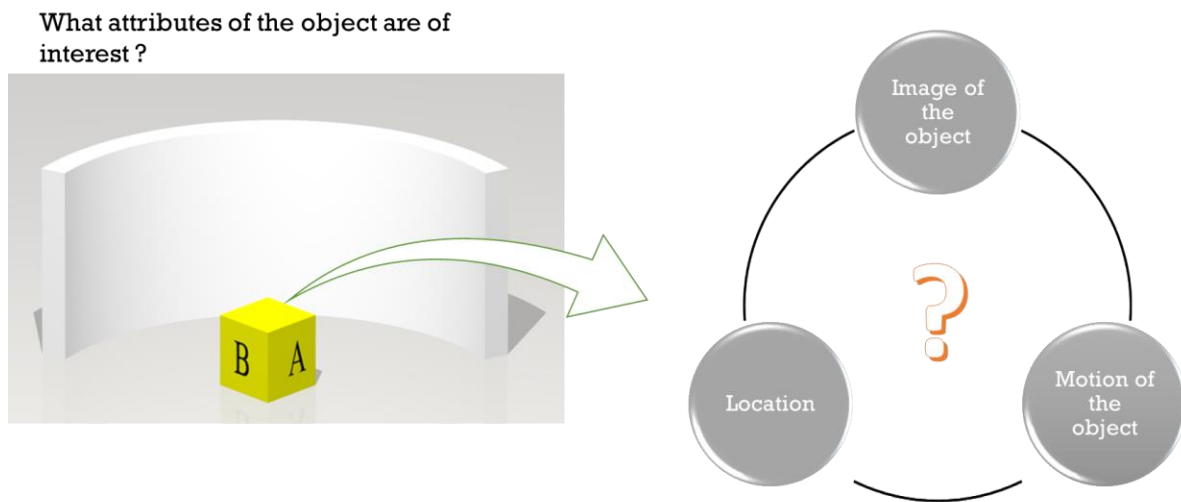 What attributes of the object are of
interest ?
B A
Image of
the
object
?
Location
Motion of
the
object